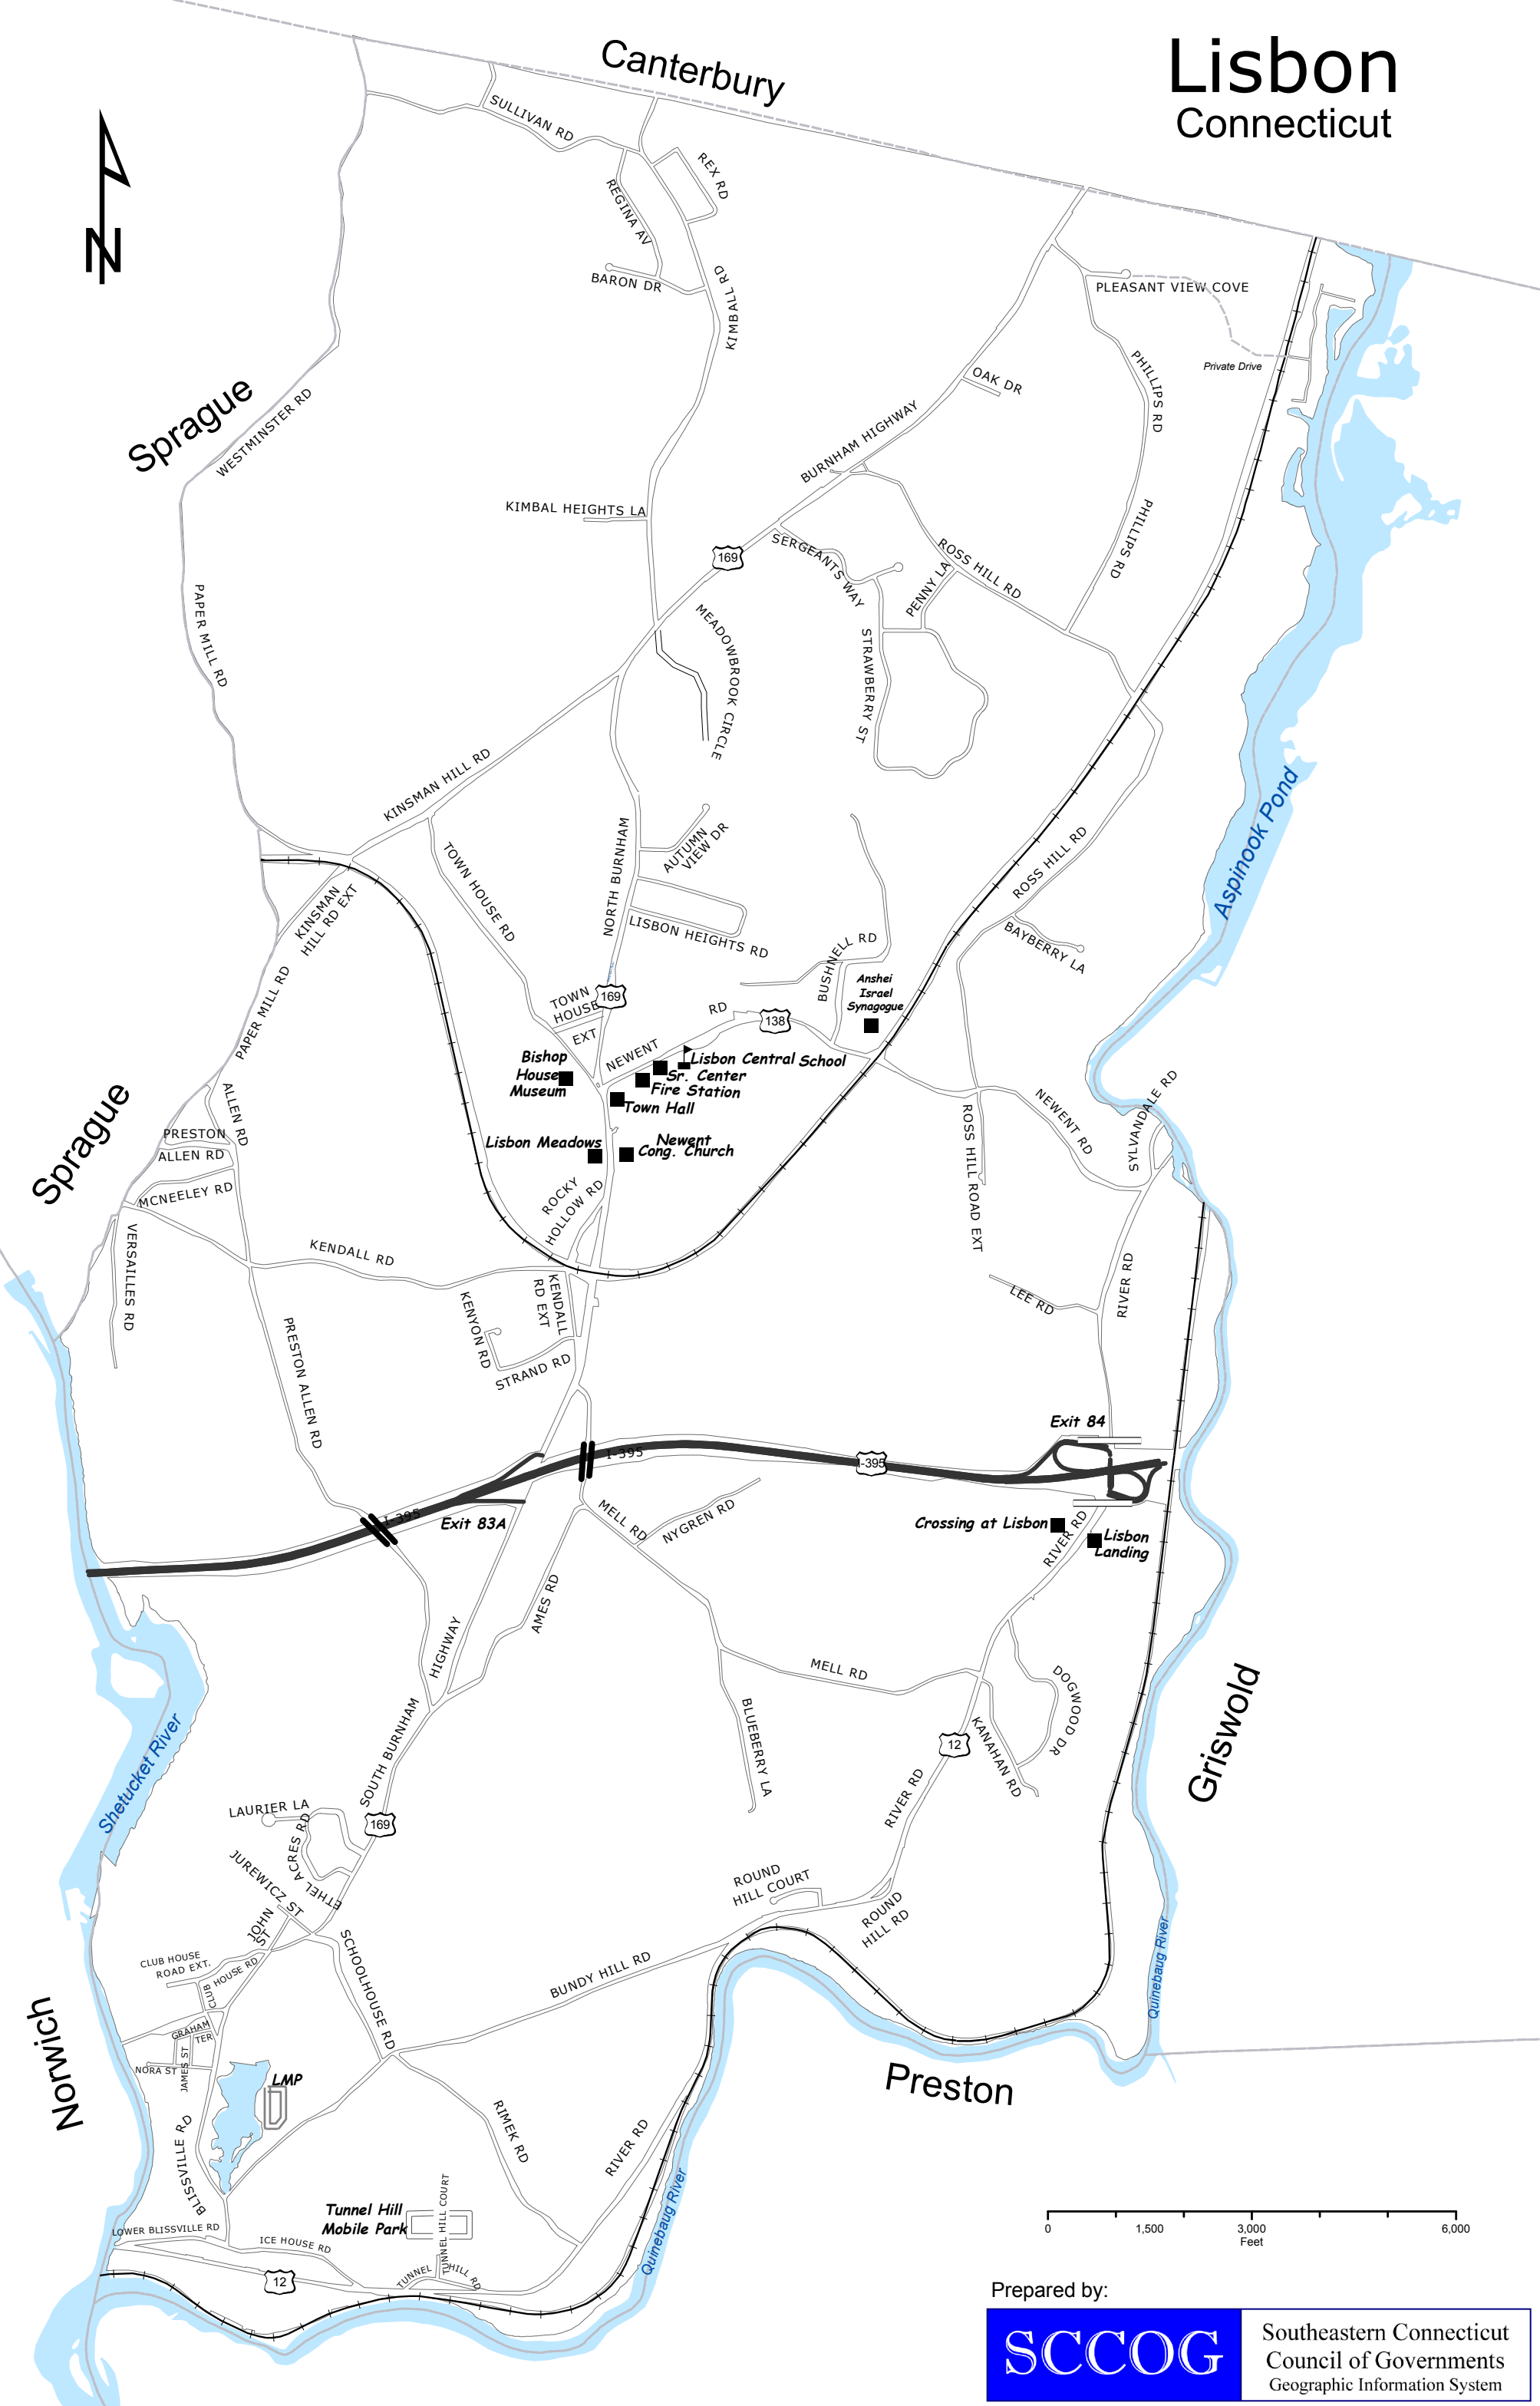 Lisbon
Connecticut
Canterbury
SULLIVAN RD
REX RD
REGINA AV
BARON DR
KIMBALL RD
N
PLEASANT VIEW COVE
Private Drive
PHILLIPS RD
OAK DR
Sprague
WESTMINSTER RD
BURNHAM HIGHWAY
KIMBAL HEIGHTS LA
169
SERGEANTS WAY
ROSS HILL RD
PHILLIPS RD
PENNY LA
PAPER MILL RD
MEADOWBROOK CIRCLE
STRAWBERRY ST
KINSMAN HILL RD
Aspinook Pond
TOWN HOUSE RD
NORTH BURNHAM
AUTUMN
VIEW DR
ROSS HILL RD
KINSMAN
HILL RD EXT
LISBON HEIGHTS RD
BAYBERRY LA
BUSHNELL RD
Anshei
Israel
Synagogue
PAPER MILL RD
TOWN
HOUSE
EXT
169
RD
138
NEWENT
Bishop
House
Museum
Lisbon Central School
Sr. Center
Fire Station
Town Hall
Lisbon Meadows
Newent
Cong. Church
ROSS HILL ROAD EXT
NEWENT RD
SYLVANDALE RD
Sprague
ALLEN RD
PRESTON
ALLEN RD
MCNEELEY RD
VERSAILLES RD
ROCKY
HOLLOW RD
KENDALL RD
KENDALL
RD EXT
KENYON RD
STRAND RD
PRESTON ALLEN RD
LEE RD
RIVER RD
Exit 84
I-395
I-395
I-395
Exit 83A
MELL RD
NYGREN RD
Crossing at Lisbon
RIVER RD
Lisbon
Landing
AMES RD
HIGHWAY
MELL RD
DOGWOOD DR
KANAHAN RD
BLUEBERRY LA
12
RIVER RD
Griswold
Shetucket River
SOUTH BURNHAM
169
LAURIER LA
ETHEL ACRES RD
JUREWICZ ST
JOHN
ST
ROUND
HILL COURT
ROUND
HILL RD
CLUB HOUSE
ROAD EXT.
CLUB HOUSE RD
SCHOOLHOUSE RD
BUNDY HILL RD
Quinebaug River
Norwich
GRAHAM
TER
NORA ST
JAMES ST
LMP
Preston
BLISSVILLE RD
RIMEK RD
RIVER RD
Quinebaug River
Tunnel Hill
Mobile Park
TUNNEL HILL COURT
LOWER BLISSVILLE RD
ICE HOUSE RD
12
TUNNEL HILL RD
0 1,500 3,000 6,000
Feet
Prepared by:
SCCOG
Southeastern Connecticut
Council of Governments
Geographic Information System